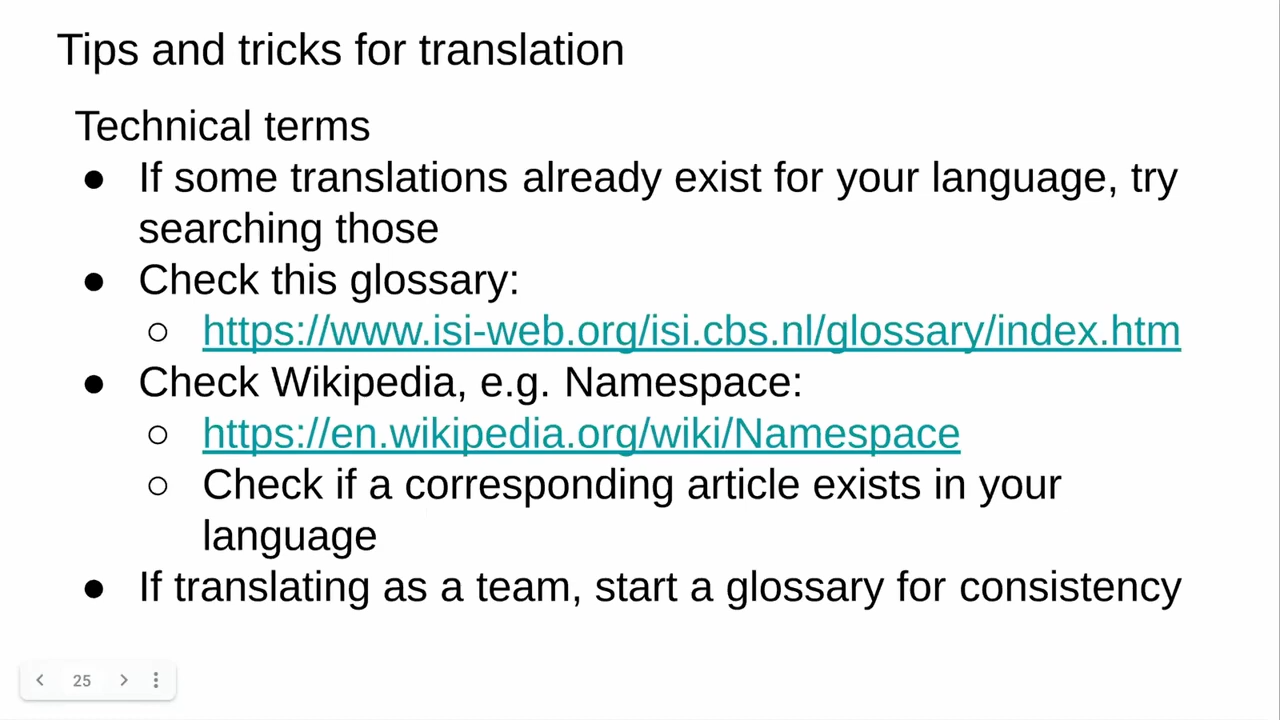 Tips and tricks for translation
Technical terms
● If some translations already exist for your language, try
searching those
● Check this glossary:
○ https://www.isi-web.org/isi.cbs.nl/glossary/index.htm
● Check Wikipedia, e.g. Namespace:
○ https://en.wikipedia.org/wiki/Namespace
○ Check if a corresponding article exists in your
language
● If translating as a team, start a glossary for consistency
25